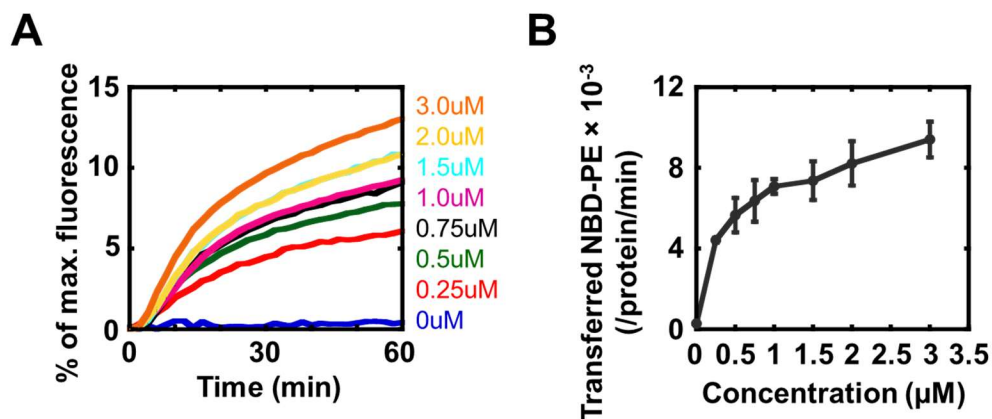 A
% of max. fluorescence
15
10
5
0
0
30
60
Time (min)
3.0uM
2.0uM
1.5uM
1.0uM
0.75uM
0.5uM
0.25uM
0uM
B
Transferred NBD-PE × 10⁻³
(/protein/min)
12
8
4
0
0 0.5 1 1.5 2 2.5 3 3.5
Concentration (μM)